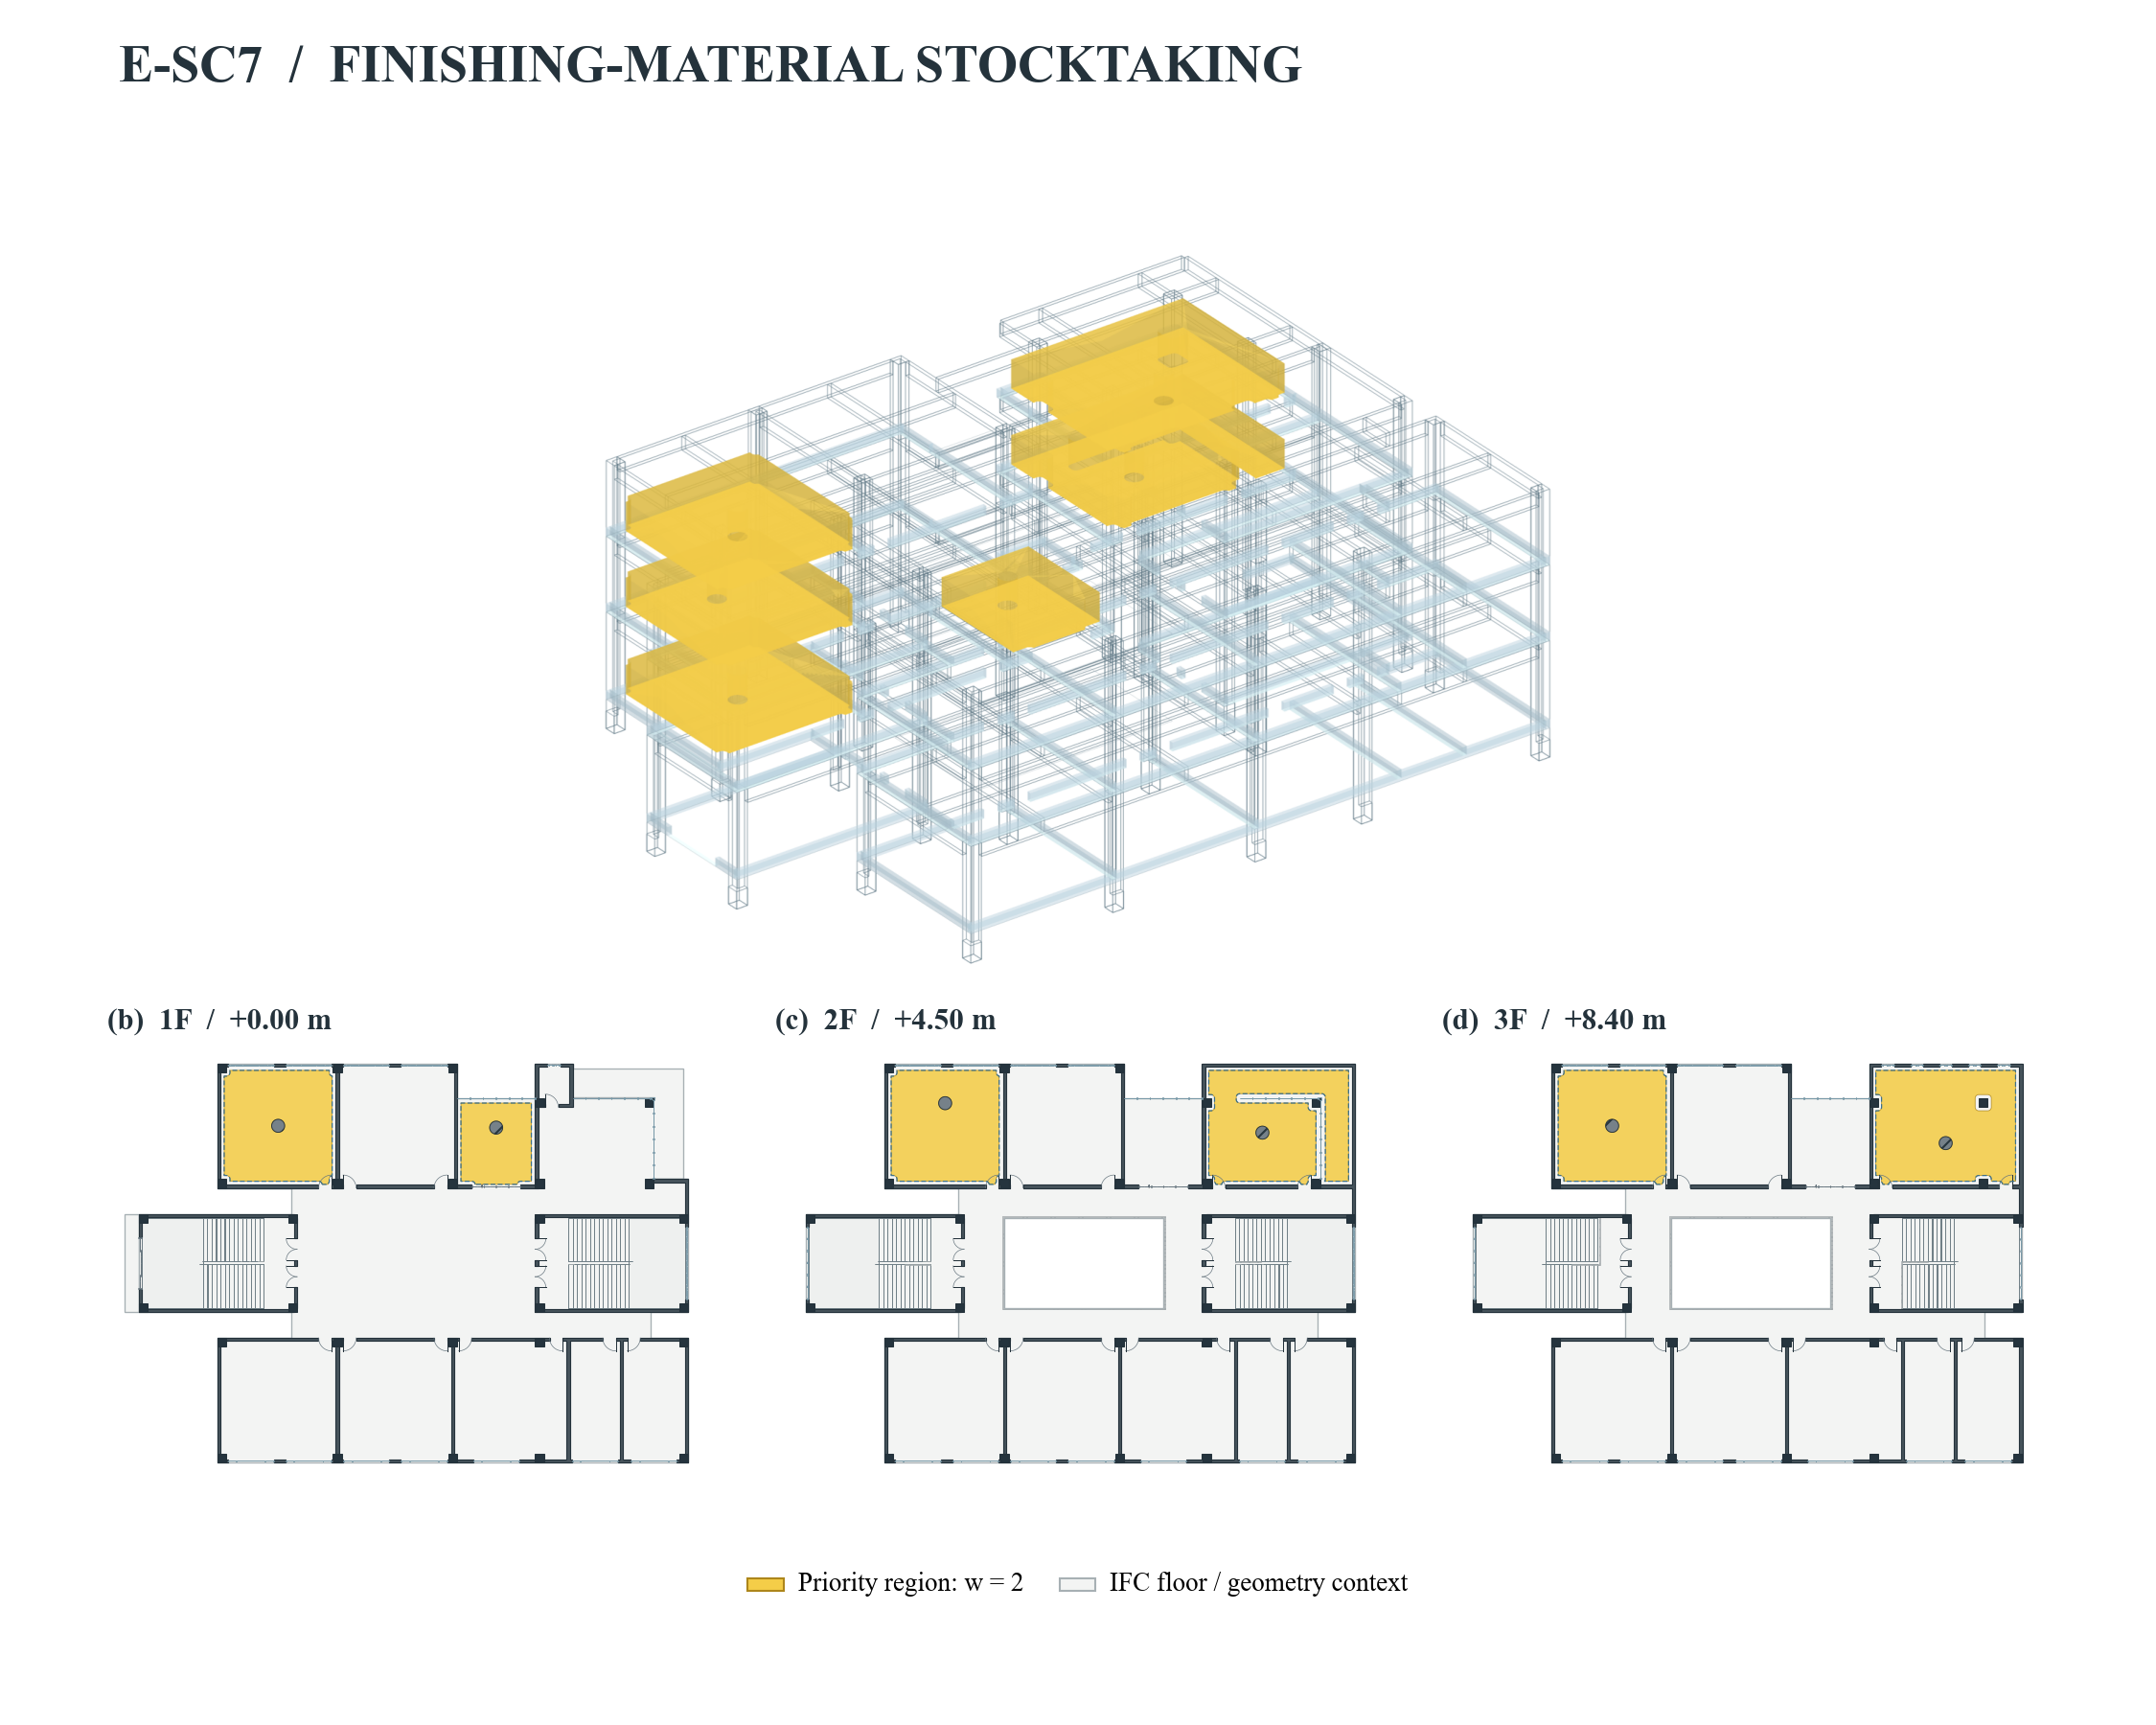 E-SC7 / FINISHING-MATERIAL STOCKTAKING
(b) 1F / +0.00 m
(c) 2F / +4.50 m
(d) 3F / +8.40 m
Priority region: w = 2
IFC floor / geometry context